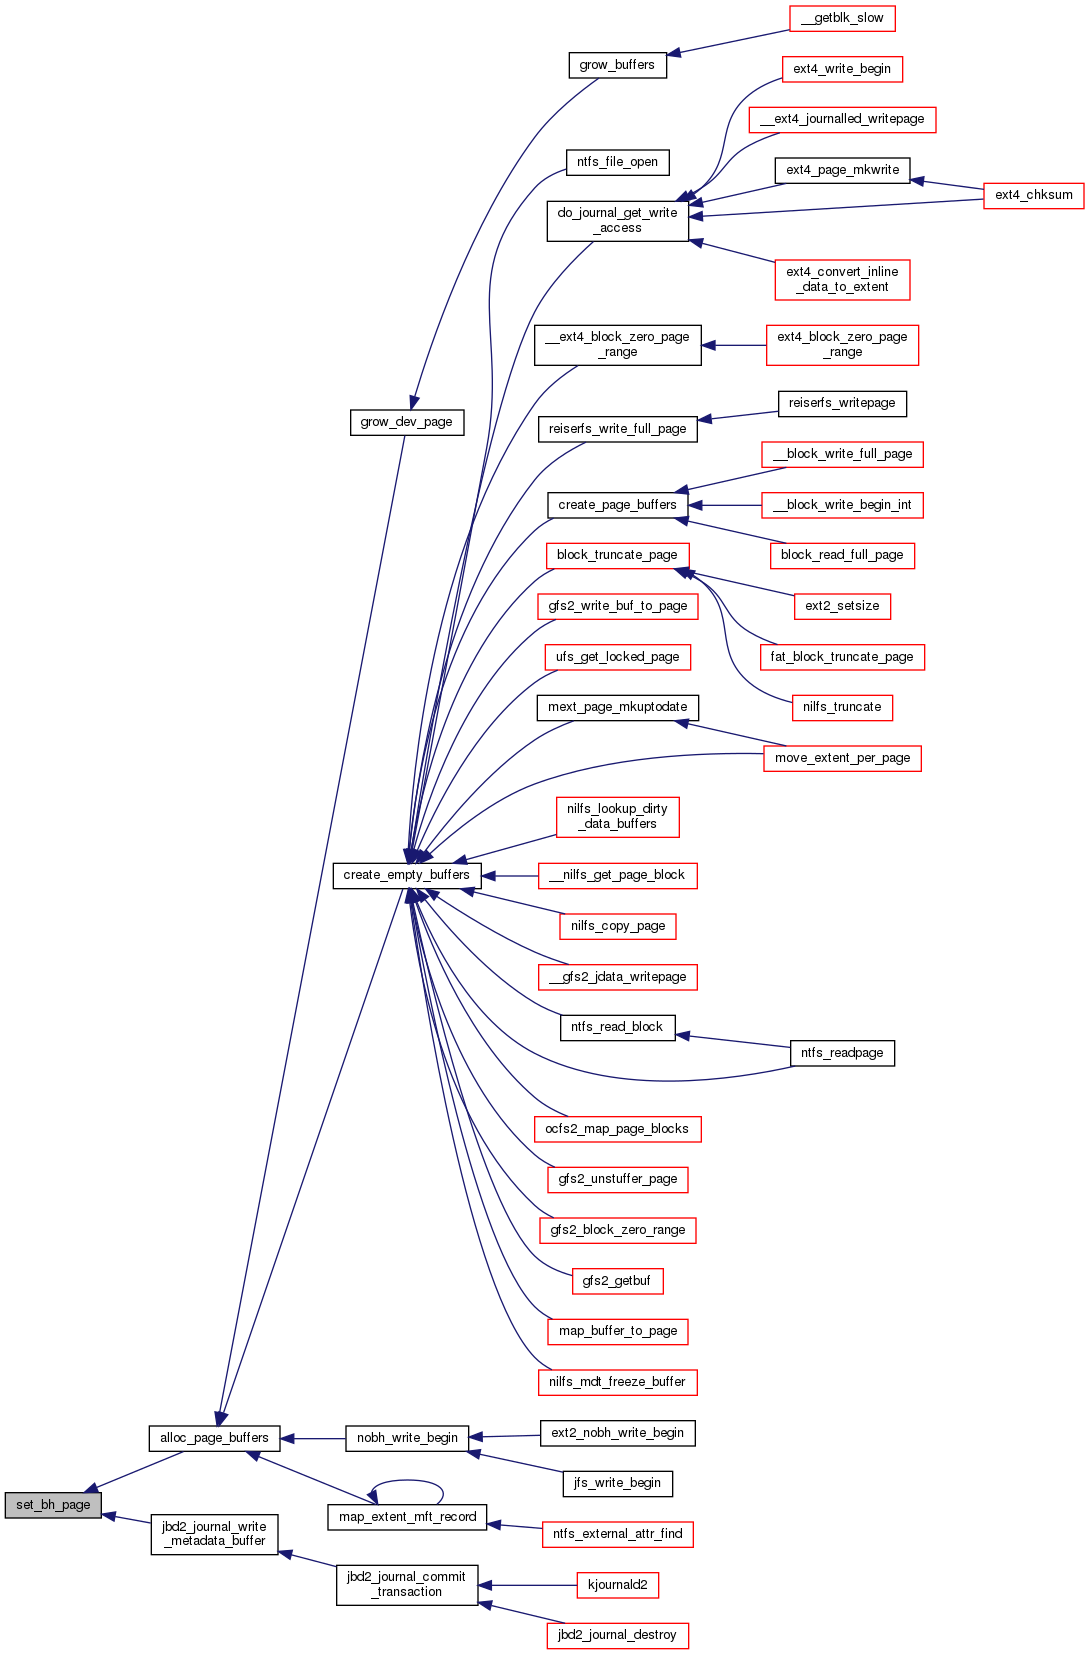 __getblk_slow
grow_buffers
ext4_write_begin
__ext4_journalled_writepage
ntfs_file_open
ext4_page_mkwrite
ext4_chksum
do_journal_get_write
_access
ext4_convert_inline
_data_to_extent
__ext4_block_zero_page
_range
ext4_block_zero_page
_range
reiserfs_writepage
grow_dev_page
reiserfs_write_full_page
__block_write_full_page
create_page_buffers
__block_write_begin_int
block_truncate_page
block_read_full_page
gfs2_write_buf_to_page
ext2_setsize
ufs_get_locked_page
fat_block_truncate_page
mext_page_mkuptodate
nilfs_truncate
move_extent_per_page
nilfs_lookup_dirty
_data_buffers
create_empty_buffers
__nilfs_get_page_block
nilfs_copy_page
__gfs2_jdata_writepage
ntfs_read_block
ntfs_readpage
ocfs2_map_page_blocks
gfs2_unstuffer_page
gfs2_block_zero_range
gfs2_getbuf
map_buffer_to_page
nilfs_mdt_freeze_buffer
alloc_page_buffers
nobh_write_begin
ext2_nobh_write_begin
jfs_write_begin
set_bh_page
map_extent_mft_record
ntfs_external_attr_find
jbd2_journal_write
_metadata_buffer
jbd2_journal_commit
_transaction
kjournald2
jbd2_journal_destroy